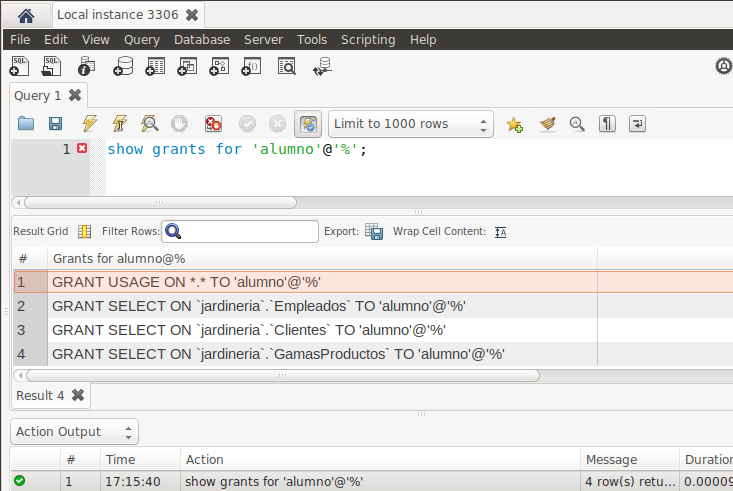 Local instance 3306
File Edit View Query Database Server Tools Scripting Help
SQL SQL
Query 1
Limit to 1000 rows
1 show grants for 'alumno'@'%';
Result Grid Filter Rows: Export: Wrap Cell Content:
# Grants for alumno@%
1 GRANT USAGE ON *.* TO 'alumno'@'%'
2 GRANT SELECT ON `jardineria`.`Empleados` TO 'alumno'@'%'
3 GRANT SELECT ON `jardineria`.`Clientes` TO 'alumno'@'%'
4 GRANT SELECT ON `jardineria`.`GamasProductos` TO 'alumno'@'%'
Result 4
Action Output
# Time Action Message Duration
1 17:15:40 show grants for 'alumno'@'%' 4 row(s) retu... 0.00009